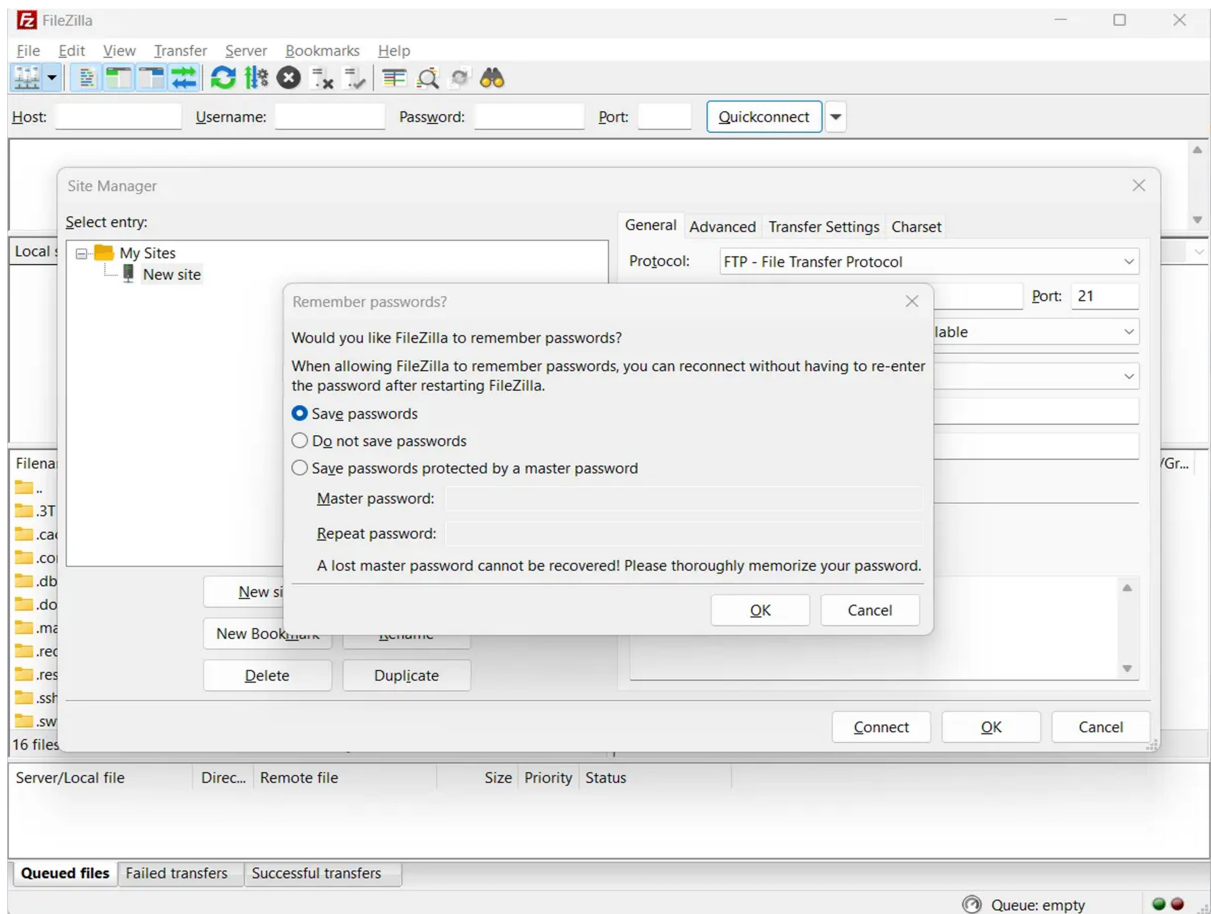 FileZilla
File Edit View Transfer Server Bookmarks Help
Host: Username: Password: Port: Quickconnect
Site Manager
Select entry:
My Sites
New site
General Advanced Transfer Settings Charset
Protocol: FTP - File Transfer Protocol
Port: 21
lable
Local s
Remember passwords?
Would you like FileZilla to remember passwords?
When allowing FileZilla to remember passwords, you can reconnect without having to re-enter
the password after restarting FileZilla.
Save passwords
Do not save passwords
Save passwords protected by a master password
Master password:
Repeat password:
A lost master password cannot be recovered! Please thoroughly memorize your password.
OK Cancel
Filena
/Gr...
..
.3T
.cac
.co
.db
.do
.ma
.rec
.res
.ssh
.sw
16 files
New si
New Bookmark Rename
Delete Duplicate
Connect OK Cancel
Server/Local file Direc... Remote file Size Priority Status
Queued files Failed transfers Successful transfers
Queue: empty